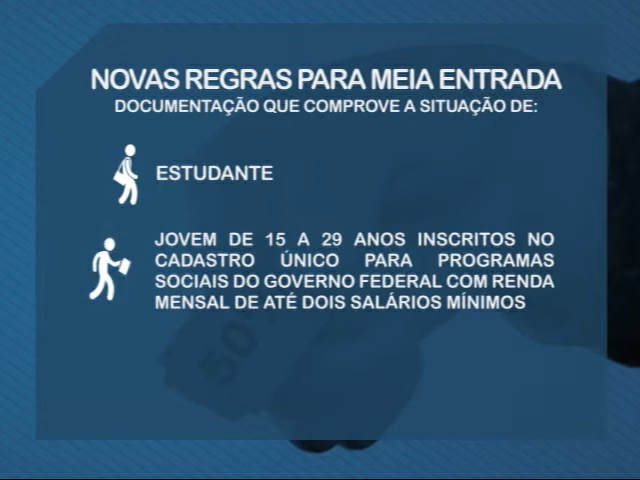 NOVAS REGRAS PARA MEIA ENTRADA
DOCUMENTAÇÃO QUE COMPROVE A SITUAÇÃO DE:
ESTUDANTE
JOVEM DE 15 A 29 ANOS INSCRITOS NO
CADASTRO ÚNICO PARA PROGRAMAS
SOCIAIS DO GOVERNO FEDERAL COM RENDA
MENSAL DE ATÉ DOIS SALÁRIOS MÍNIMOS
50%